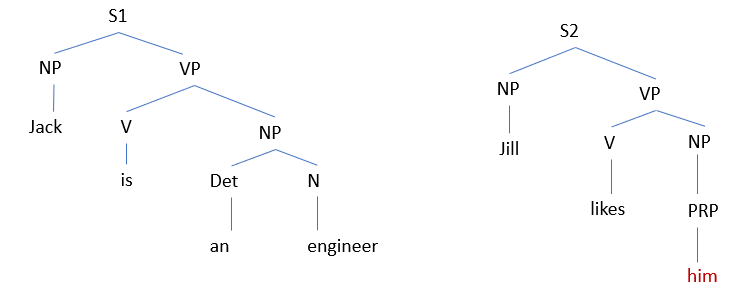 S1
NP VP
Jack V NP
is Det N
an engineer
S2
NP VP
Jill V NP
likes PRP
him